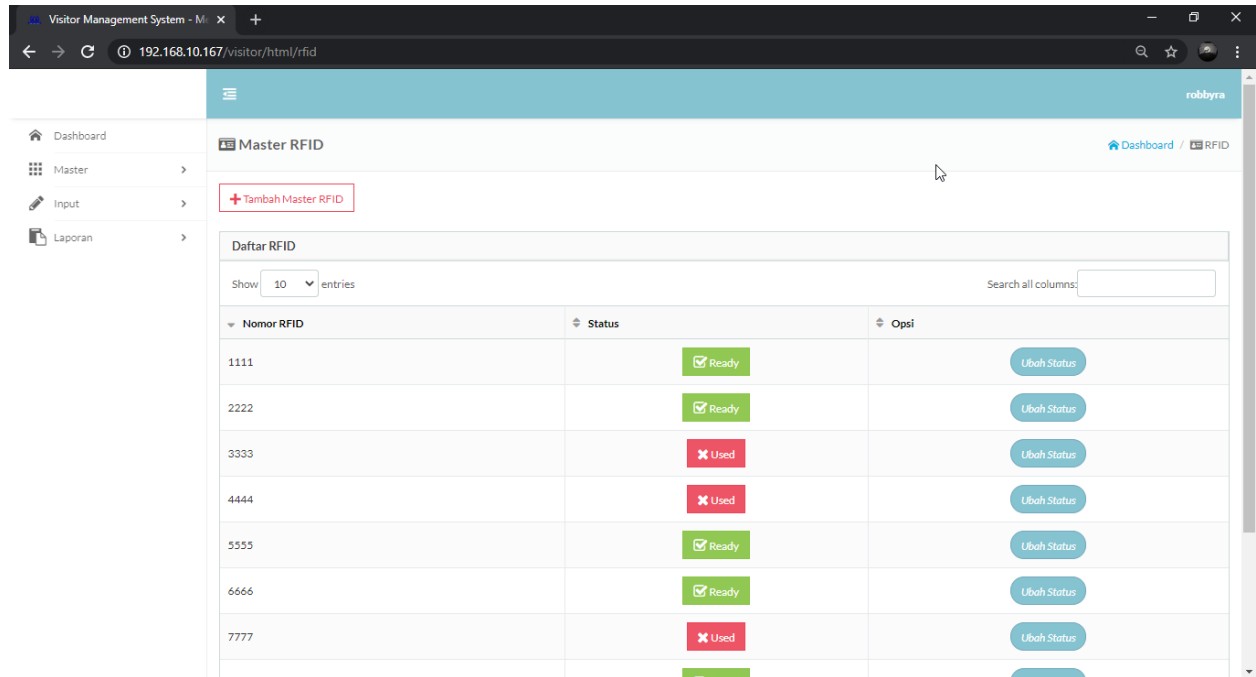 Visitor Management System - M
192.168.10.167/visitor/html/rfid
robbyra
Dashboard
Master
Input
Laporan
Master RFID
Dashboard / RFID
+ Tambah Master RFID
Daftar RFID
Show 10 entries
Search all columns:
Nomor RFID Status Opsi
1111 Ready Ubah Status
2222 Ready Ubah Status
3333 Used Ubah Status
4444 Used Ubah Status
5555 Ready Ubah Status
6666 Ready Ubah Status
7777 Used Ubah Status